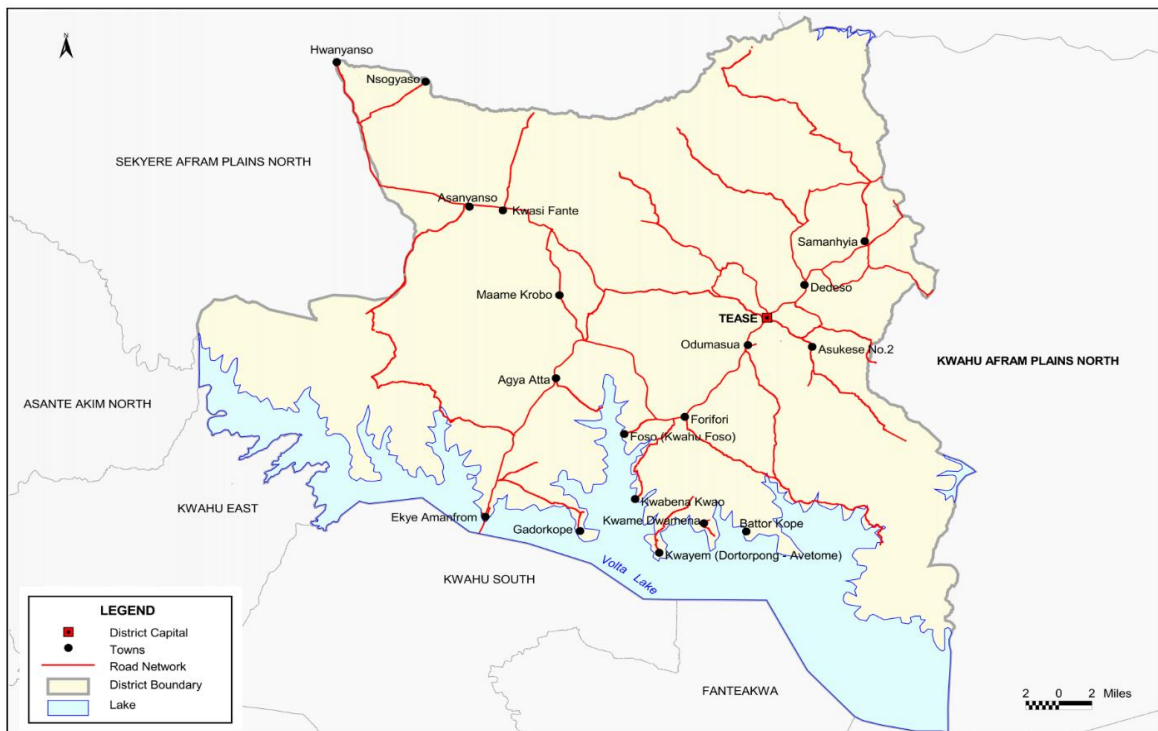 Hwanyanso
Nsogyaso
SEKYERE AFRAM PLAINS NORTH
Asanyanso
Kwasi Fante
Samanhyia
Dedeso
Maame Krobo
TEASE
Odumasua
Asukese No.2
KWAHU AFRAM PLAINS NORTH
Agya Atta
ASANTE AKIM NORTH
Forifori
Foso (Kwahu Foso)
Kwabena Kwao
KWAHU EAST
Ekye Amanfrom
Gadorkope
Kwame Dwamena
Battor Kope
Kwayem (Dortorpong - Avetome)
KWAHU SOUTH
Volta Lake
FANTEAKWA
LEGEND
District Capital
Towns
Road Network
District Boundary
Lake
2 0 2 Miles
N